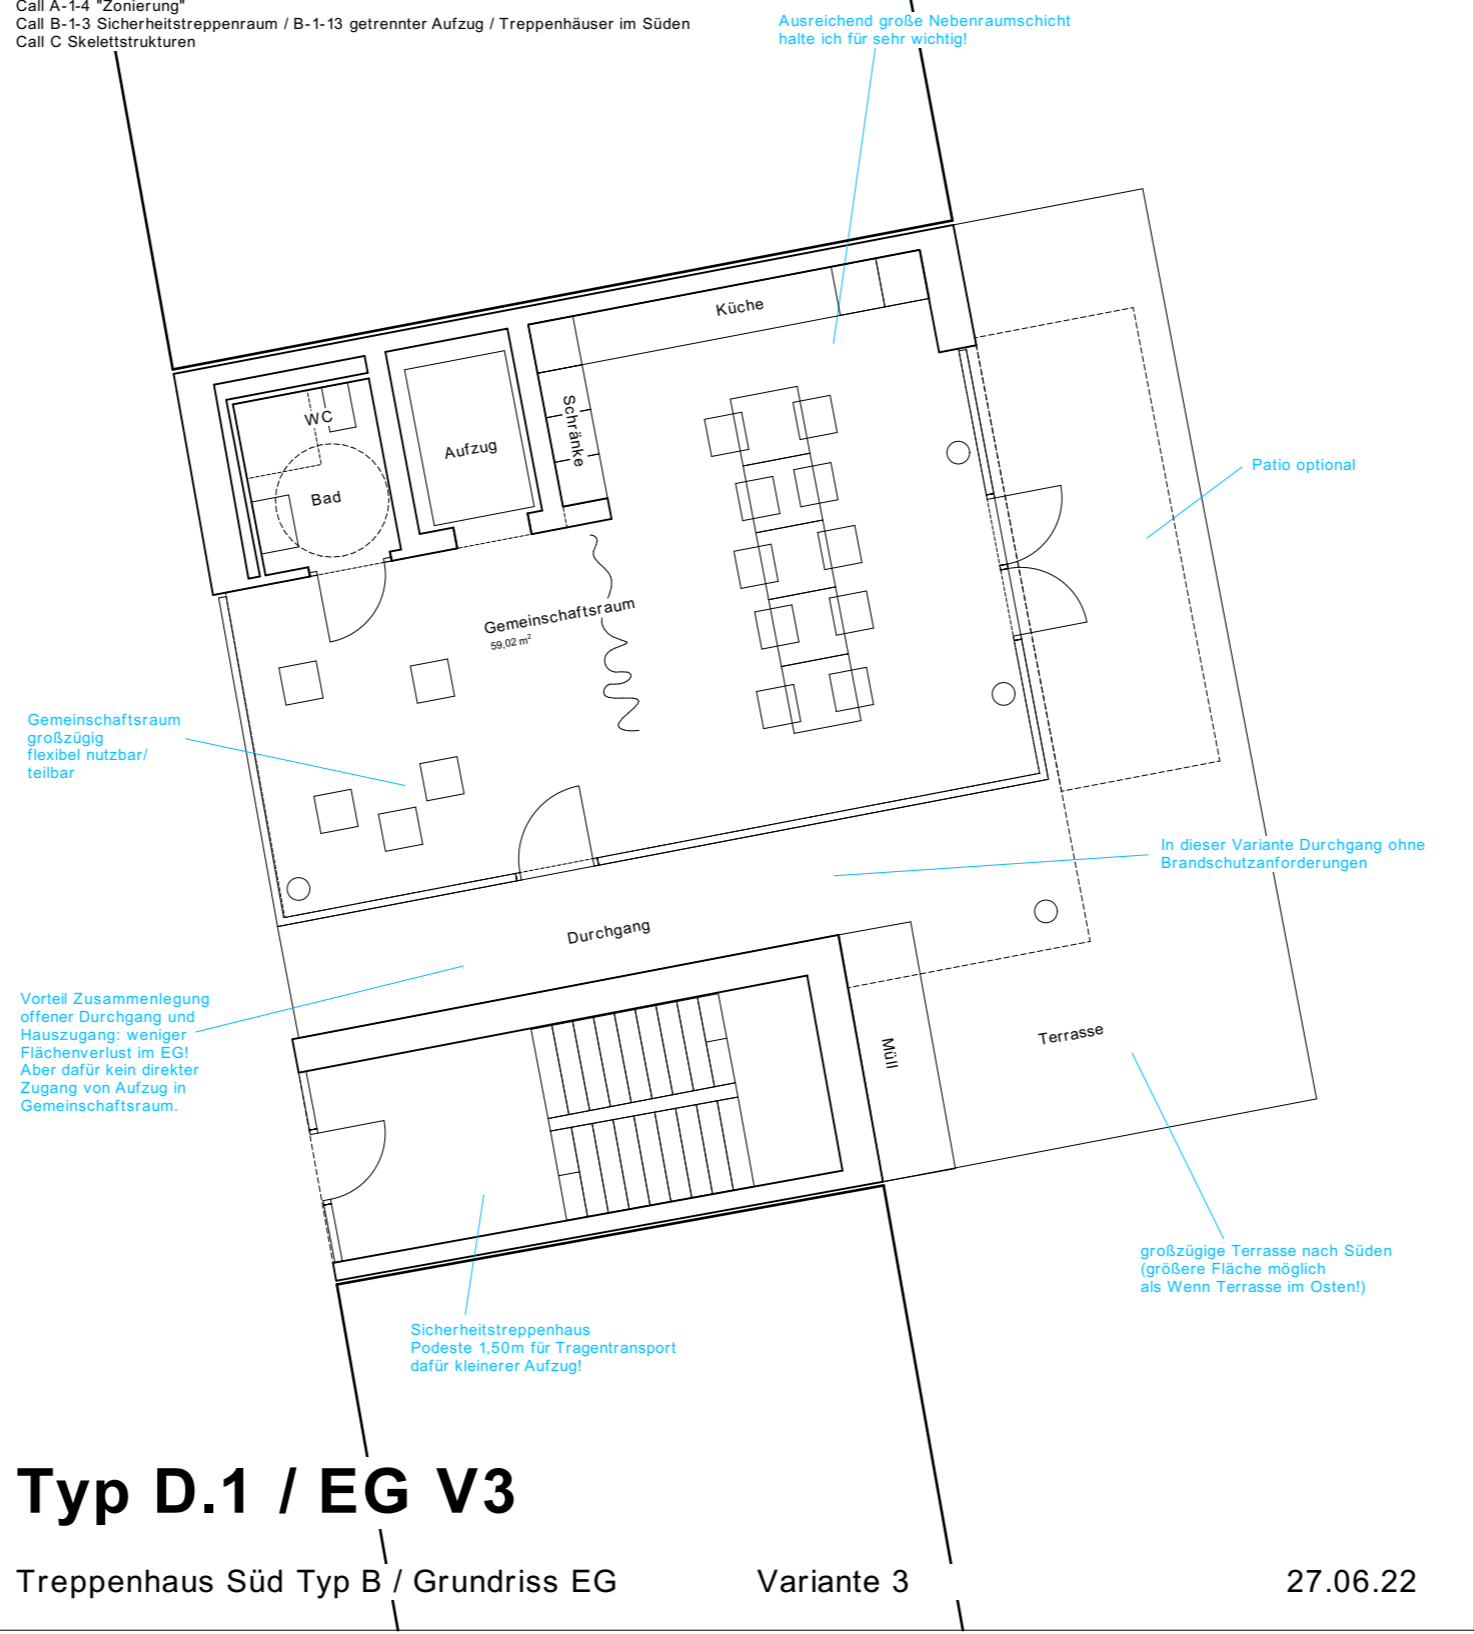 Call A-1-4 "Zonierung"
Call B-1-3 Sicherheitstreppenraum / B-1-13 getrennter Aufzug / Treppenhäuser im Süden
Call C Skelettstrukturen
Ausreichend große Nebenraumschicht
halte ich für sehr wichtig!
Küche
WC
Schränke
Aufzug
Bad
Patio optional
Gemeinschaftsraum
59,02 m²
Gemeinschaftsraum
großzügig
flexibel nutzbar/
teilbar
In dieser Variante Durchgang ohne
Brandschutzanforderungen
Durchgang
Vorteil Zusammenlegung
offener Durchgang und
Hauszugang: weniger
Flächenverlust im EG!
Aber dafür kein direkter
Zugang von Aufzug in
Gemeinschaftsraum.
Müll
Terrasse
großzügige Terrasse nach Süden
(größere Fläche möglich
als Wenn Terrasse im Osten!)
Sicherheitstreppenhaus
Podeste 1,50m für Tragentransport
dafür kleinerer Aufzug!
Typ D.1 / EG V3
Treppenhaus Süd Typ B / Grundriss EG
Variante 3
27.06.22